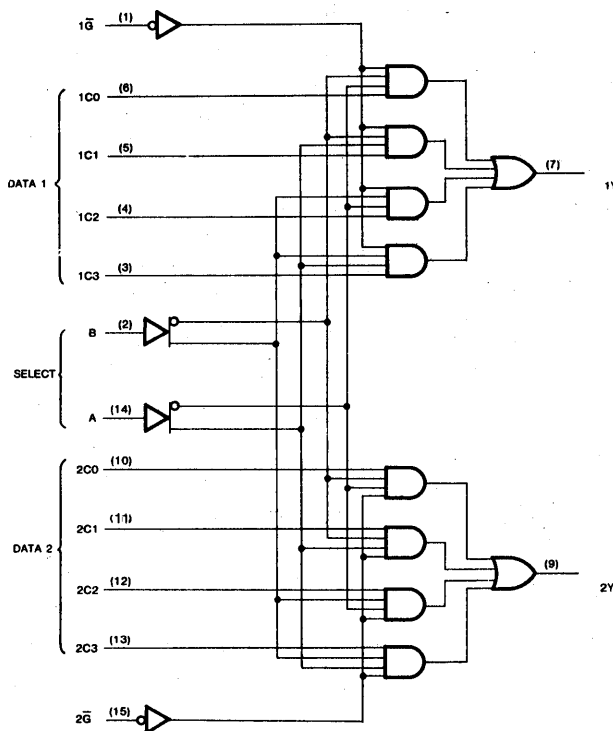 1G̅ (1)
1C0 (6)
1C1 (5)
DATA 1
1C2 (4)
1C3 (3)
(7) 1Y
B (2)
SELECT
A (14)
2C0 (10)
2C1 (11)
DATA 2
2C2 (12)
2C3 (13)
(9) 2Y
2G̅ (15)